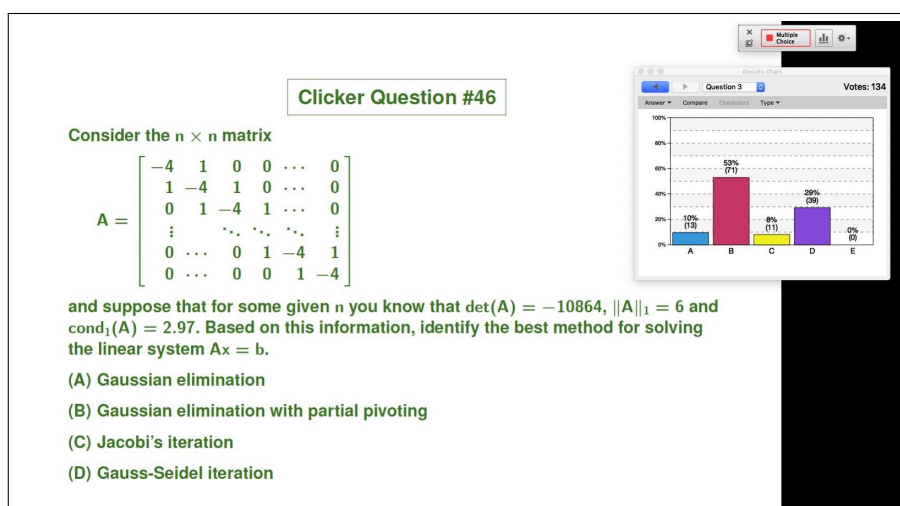 Clicker Question #46
Consider the n × n matrix
A = [ −4 1 0 0 ⋯ 0
1 −4 1 0 ⋯ 0
0 1 −4 1 ⋯ 0
⋮ ⋱ ⋱ ⋱ ⋮
0 ⋯ 0 1 −4 1
0 ⋯ 0 0 1 −4 ]
and suppose that for some given n you know that det(A) = −10864, ‖A‖₁ = 6 and
cond₁(A) = 2.97. Based on this information, identify the best method for solving
the linear system Ax = b.
(A) Gaussian elimination
(B) Gaussian elimination with partial pivoting
(C) Jacobi's iteration
(D) Gauss-Seidel iteration
Multiple
Choice
Results Chart
Question 3 Votes: 134
Answer Compare Characters Type
100%
80%
60%
40%
20%
0%
10%
(13)
53%
(71)
8%
(11)
29%
(39)
0%
(0)
A B C D E